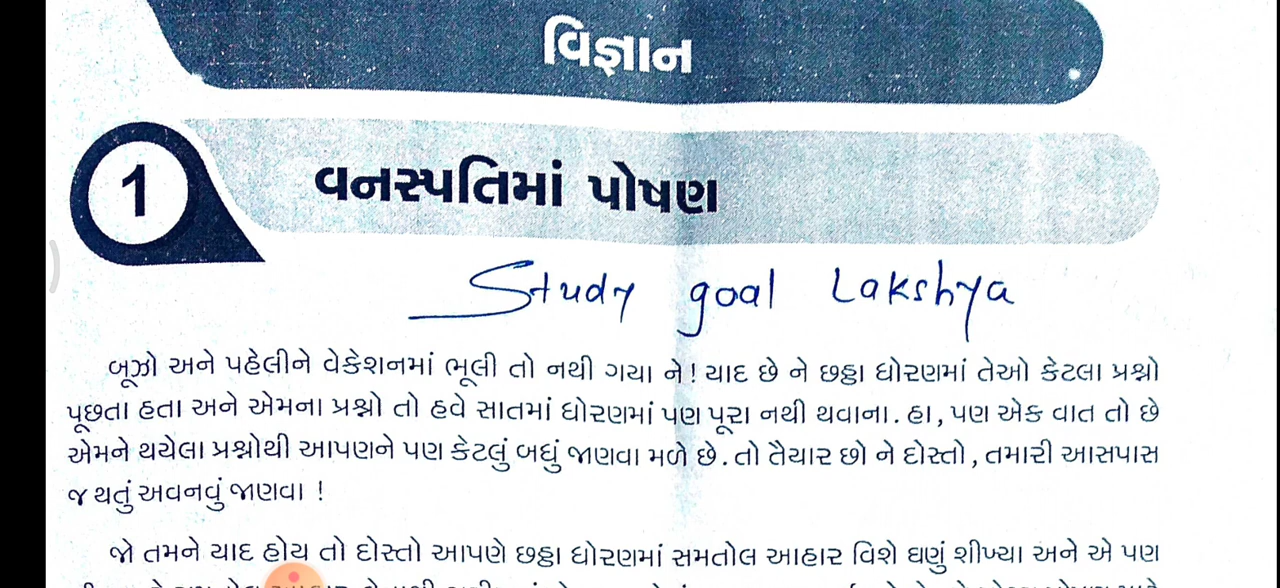 વિજ્ઞાન
1
વનસ્પતિમાં પોષણ
Study goal Lakshya
બૂઝો અને પહેલીને વેકેશનમાં ભૂલી તો નથી ગયા ને! યાદ છે ને છઠ્ઠા ધોરણમાં તેઓ કેટલા પ્રશ્નો
પૂછતા હતા અને એમના પ્રશ્નો તો હવે સાતમાં ધોરણમાં પણ પૂરા નથી થવાના. હા, પણ એક વાત તો છે
એમને થયેલા પ્રશ્નોથી આપણને પણ કેટલું બધું જાણવા મળે છે. તો તૈયાર છો ને દોસ્તો, તમારી આસપાસ
જ થતું અવનવું જાણવા !
જો તમને યાદ હોય તો દોસ્તો આપણે છઠ્ઠા ધોરણમાં સમતોલ આહાર વિશે ઘણું શીખ્યા અને એ પણ